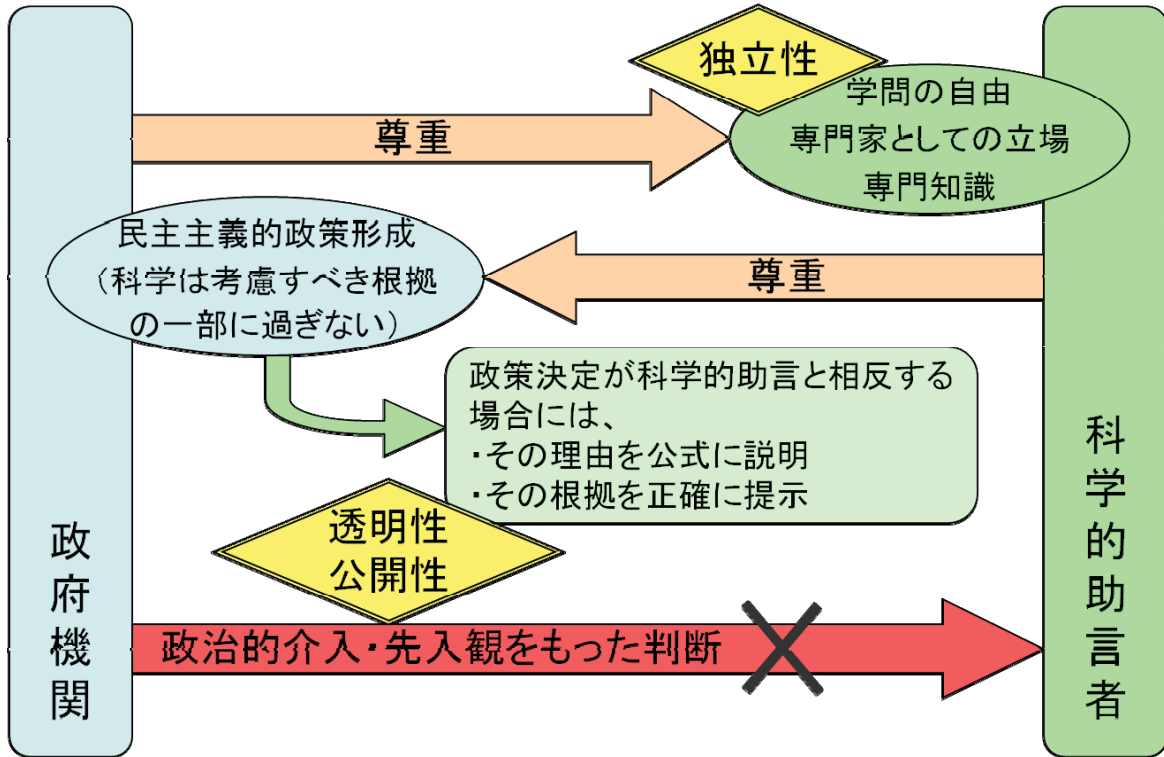 独立性
学問の自由
専門家としての立場
専門知識
尊重
民主主義的政策形成
（科学は考慮すべき根拠
の一部に過ぎない）
尊重
政策決定が科学的助言と相反する
場合には、
・その理由を公式に説明
・その根拠を正確に提示
透明性
公開性
政治的介入・先入観をもった判断
政府機関
科学的助言者